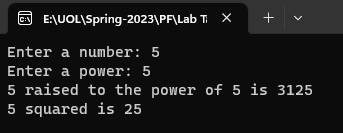 E:\UOL\Spring-2023\PF\Lab T
Enter a number: 5
Enter a power: 5
5 raised to the power of 5 is 3125
5 squared is 25